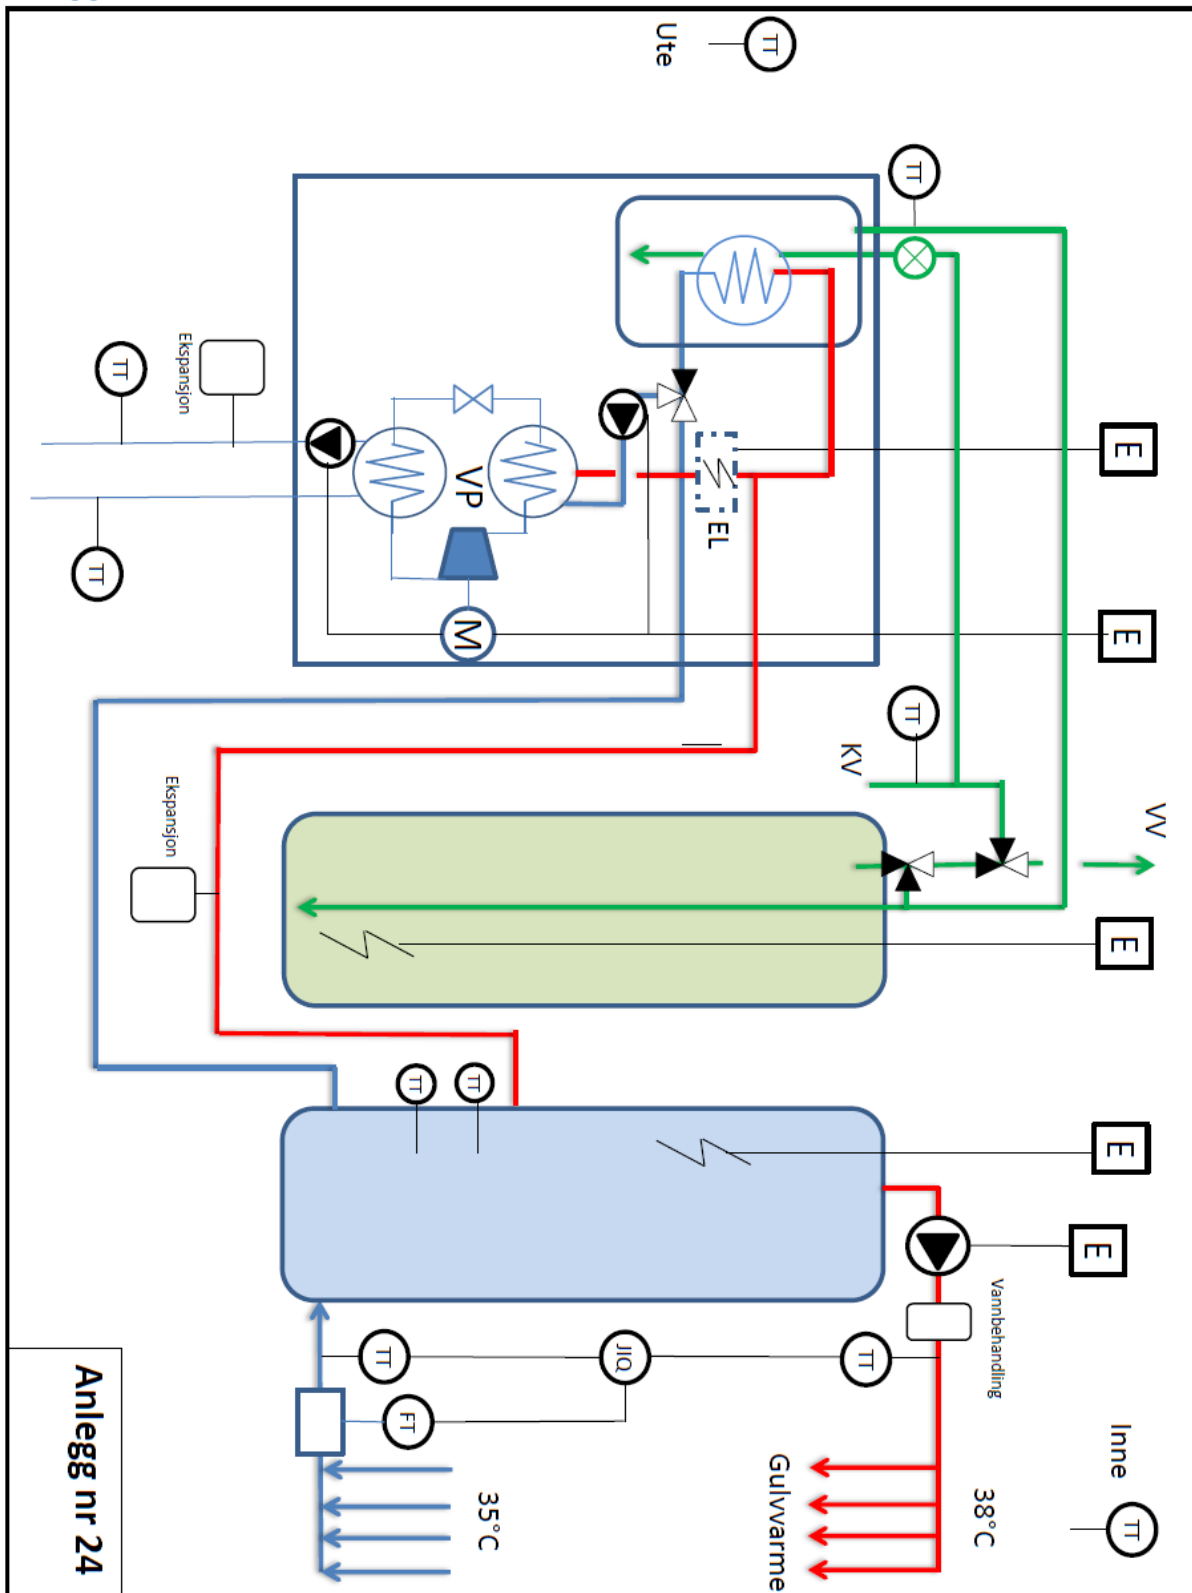 VV
E
E
E
E
E
Inne
TT
Vannbehandling
38°C
TT
TT
KV
TT
Gulvvarme
TT
Ute
EL
JIQ
VP
M
TT
TT
35°C
FT
TT
Ekspansjon
Ekspansjon
TT
TT
Anlegg nr 24